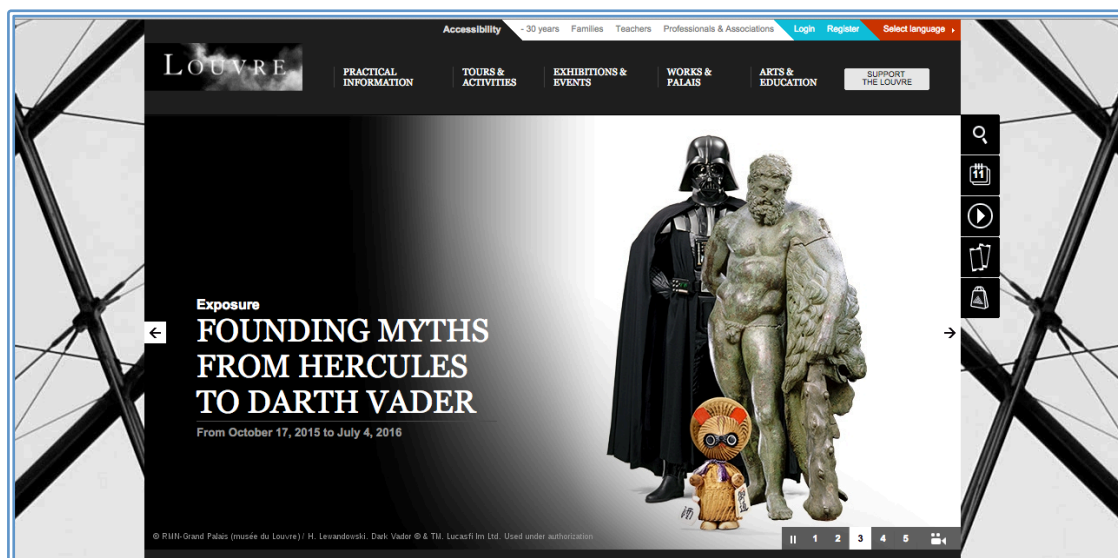 Accessibility - 30 years Families Teachers Professionals & Associations Login Register Select language
LOUVRE
PRACTICAL
INFORMATION
TOURS &
ACTIVITIES
EXHIBITIONS &
EVENTS
WORKS &
PALAIS
ARTS &
EDUCATION
SUPPORT
THE LOUVRE
11
Exposure
FOUNDING MYTHS
FROM HERCULES
TO DARTH VADER
From October 17, 2015 to July 4, 2016
© RMN-Grand Palais (musée du Louvre) / H. Lewandowski. Dark Vador © & TM. Lucasfilm Ltd. Used under authorization
1 2 3 4 5